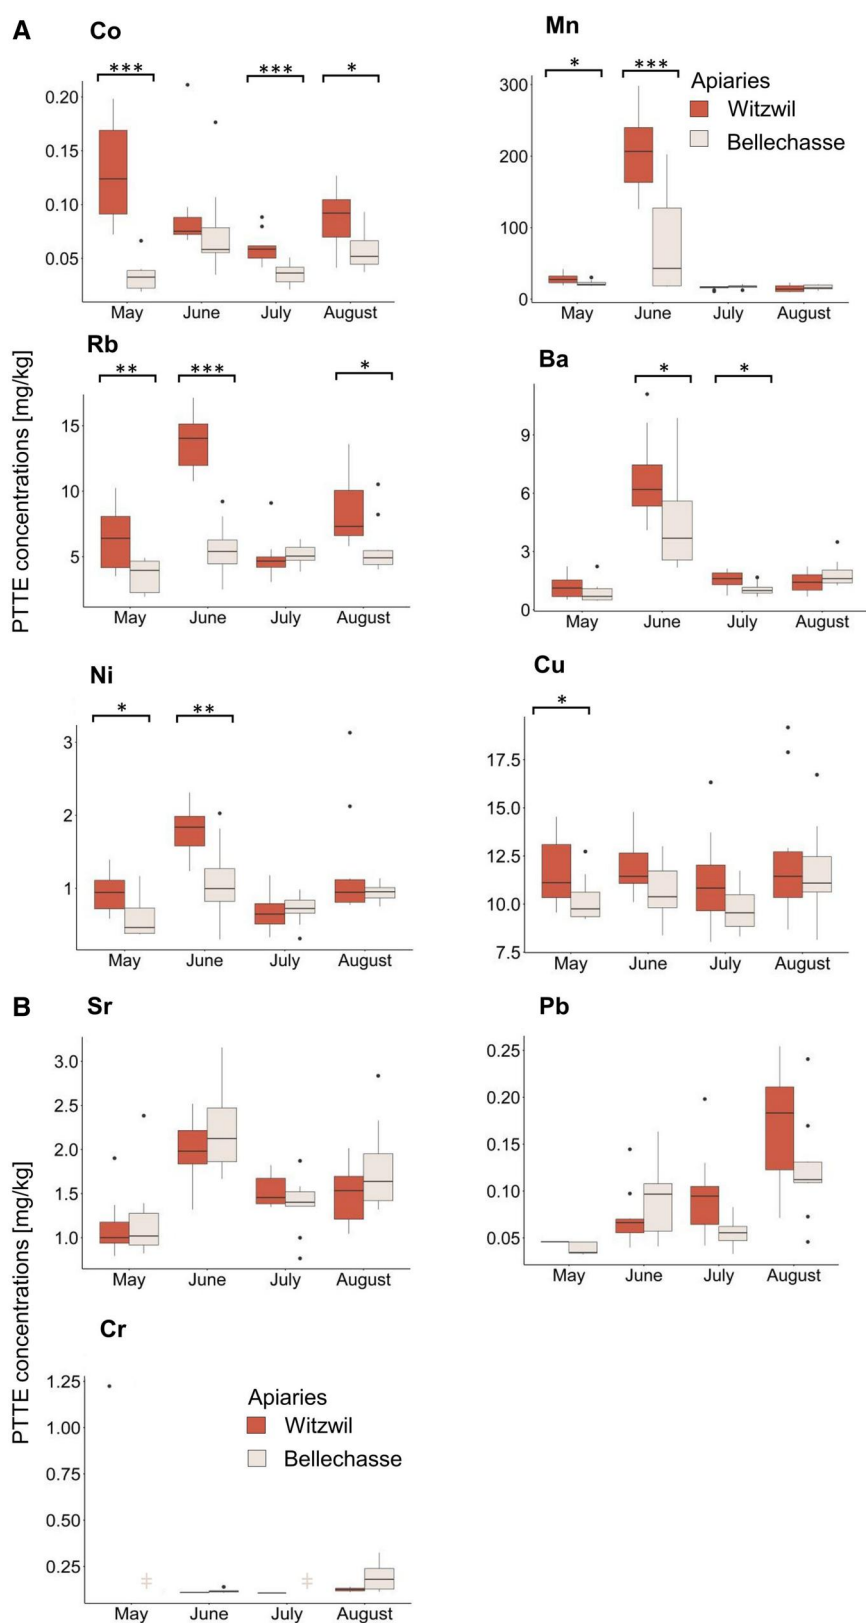 A
Co
Mn
***
***
*
*
***
Apiaries
Witzwil
Bellechasse
0.20
0.15
0.10
0.05
May June July August
300
200
100
0
May June July August
PTTE concentrations [mg/kg]
Rb
Ba
**
***
*
*
*
15
10
5
May June July August
9
6
3
0
May June July August
Ni
Cu
*
**
*
3
2
1
May June July August
17.5
15.0
12.5
10.0
7.5
May June July August
B
Sr
Pb
PTTE concentrations [mg/kg]
3.0
2.5
2.0
1.5
1.0
May June July August
0.25
0.20
0.15
0.10
0.05
May June July August
Cr
1.25
1.00
0.75
0.50
0.25
Apiaries
Witzwil
Bellechasse
‡
‡
May June July August